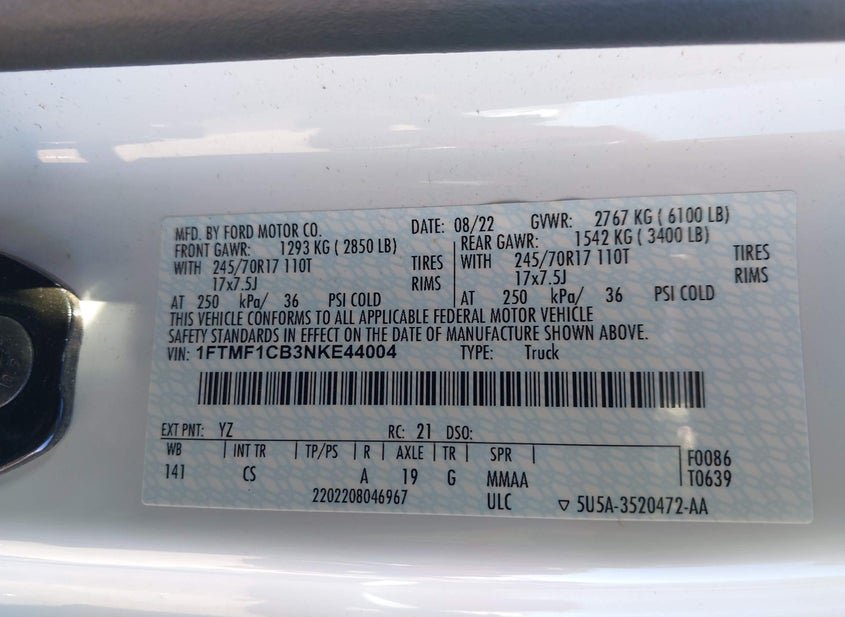 MFD. BY FORD MOTOR CO. DATE: 08/22 GVWR: 2767 KG ( 6100 LB)
FRONT GAWR: 1293 KG ( 2850 LB) REAR GAWR: 1542 KG ( 3400 LB)
WITH 245/70R17 110T TIRES WITH 245/70R17 110T TIRES
17x7.5J RIMS 17x7.5J RIMS
AT 250 kPa/ 36 PSI COLD AT 250 kPa/ 36 PSI COLD
THIS VEHICLE CONFORMS TO ALL APPLICABLE FEDERAL MOTOR VEHICLE
SAFETY STANDARDS IN EFFECT ON THE DATE OF MANUFACTURE SHOWN ABOVE.
VIN: 1FTMF1CB3NKE44004 TYPE: Truck
EXT PNT: YZ RC: 21 DSO:
WB INT TR TP/PS R AXLE TR SPR F0086
141 CS A 19 G MMAA T0639
2202208046967 ULC ▽ 5U5A-3520472-AA